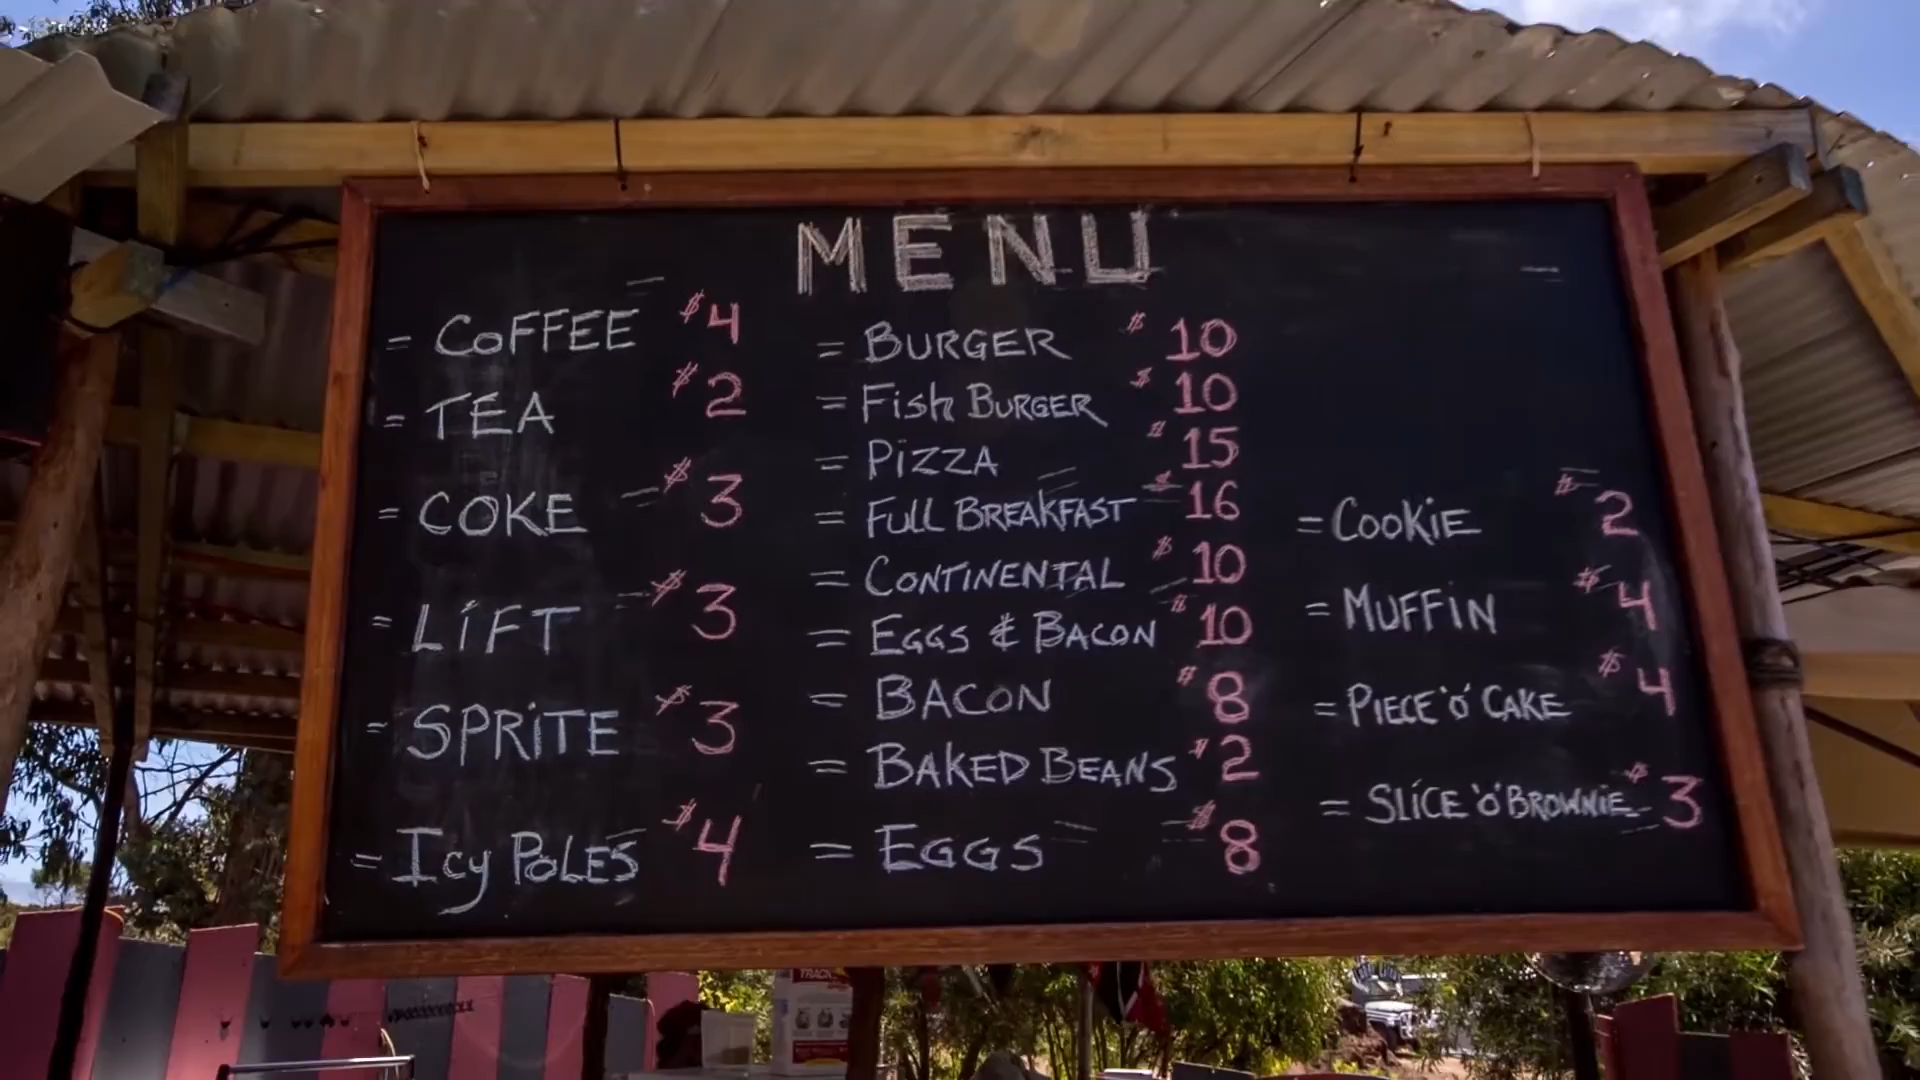 MENU
= COFFEE $4
= TEA $2
= COKE $3
= LiFT $3
= SPRiTE $3
= Icy POLES $4
= BURGER $10
= Fish BURGER $10
= PiZZA $15
= FULL BREAKFAST $16
= CONTINENTAL $10
= EGGS & BACON $10
= BACON $8
= BAKED BEANS $2
= EGGS $8
= COOKiE $2
= MUFFiN $4
= PIECE 'O' CAKE $4
= SLICE 'O' BROWNIE $3
TRACK